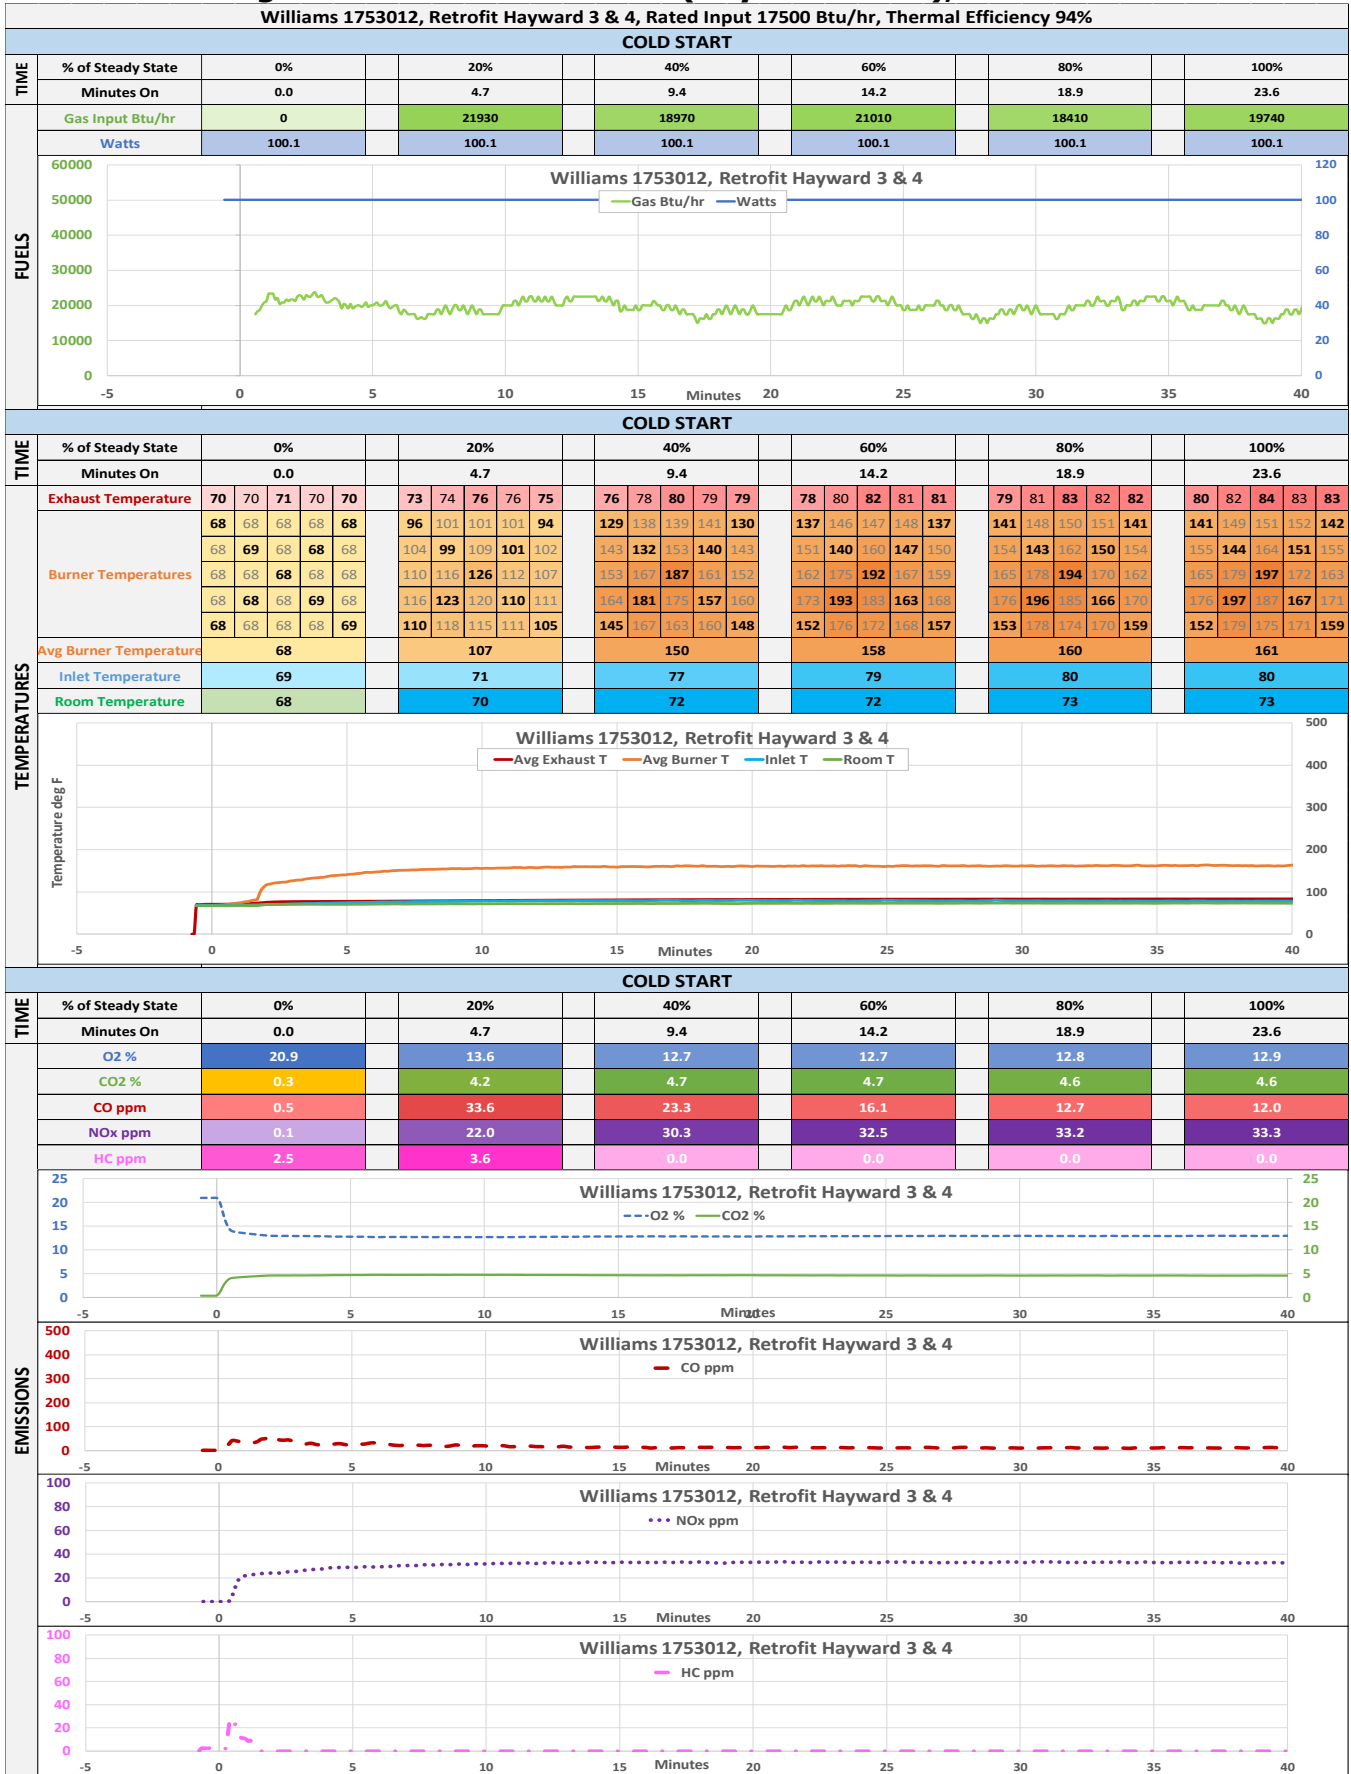 Williams 1753012, Retrofit Hayward 3 & 4, Rated Input 17500 Btu/hr, Thermal Efficiency 94%
COLD START
TIME
% of Steady State 0% 20% 40% 60% 80% 100%
Minutes On 0.0 4.7 9.4 14.2 18.9 23.6
FUELS
Gas Input Btu/hr 0 21930 18970 21010 18410 19740
Watts 100.1 100.1 100.1 100.1 100.1 100.1
Williams 1753012, Retrofit Hayward 3 & 4
Gas Btu/hr Watts
60000 120
50000 100
40000 80
30000 60
20000 40
10000 20
0 0
-5 0 5 10 15 20 25 30 35 40
Minutes
COLD START
TIME
% of Steady State 0% 20% 40% 60% 80% 100%
Minutes On 0.0 4.7 9.4 14.2 18.9 23.6
TEMPERATURES
Exhaust Temperature 70 70 71 70 70 73 74 76 76 75 76 78 80 79 79 78 80 82 81 81 79 81 83 82 82 80 82 84 83 83
Burner Temperatures
68 68 68 68 68 96 101 101 101 94 129 138 139 141 130 137 146 147 148 137 141 148 150 151 141 141 149 151 152 142
68 69 68 68 68 104 99 109 101 102 143 132 153 140 143 151 140 160 147 150 154 143 162 150 154 155 144 164 151 155
68 68 68 68 68 110 116 126 112 107 153 167 187 161 152 162 175 192 167 159 165 178 194 170 162 165 179 197 172 163
68 68 68 69 68 116 123 120 110 111 164 181 175 157 160 173 193 183 163 168 176 196 185 166 170 176 197 187 167 171
68 68 68 68 69 110 118 115 111 105 145 167 163 160 148 152 176 172 168 157 153 178 174 170 159 152 179 175 171 159
Avg Burner Temperature 68 107 150 158 160 161
Inlet Temperature 69 71 77 79 80 80
Room Temperature 68 70 72 72 73 73
Williams 1753012, Retrofit Hayward 3 & 4
Avg Exhaust T Avg Burner T Inlet T Room T
Temperature deg F
500
400
300
200
100
0
-5 0 5 10 15 20 25 30 35 40
Minutes
COLD START
TIME
% of Steady State 0% 20% 40% 60% 80% 100%
Minutes On 0.0 4.7 9.4 14.2 18.9 23.6
EMISSIONS
O2 % 20.9 13.6 12.7 12.7 12.8 12.9
CO2 % 0.3 4.2 4.7 4.7 4.6 4.6
CO ppm 0.5 33.6 23.3 16.1 12.7 12.0
NOx ppm 0.1 22.0 30.3 32.5 33.2 33.3
HC ppm 2.5 3.6 0.0 0.0 0.0 0.0
Williams 1753012, Retrofit Hayward 3 & 4
O2 % CO2 %
25 25
20 20
15 15
10 10
5 5
0 0
-5 0 5 10 15 20 25 30 35 40
Minutes
Williams 1753012, Retrofit Hayward 3 & 4
CO ppm
500
400
300
200
100
0
-5 0 5 10 15 20 25 30 35 40
Minutes
Williams 1753012, Retrofit Hayward 3 & 4
NOx ppm
100
80
60
40
20
0
-5 0 5 10 15 20 25 30 35 40
Minutes
Williams 1753012, Retrofit Hayward 3 & 4
HC ppm
100
80
60
40
20
0
-5 0 5 10 15 20 25 30 35 40
Minutes